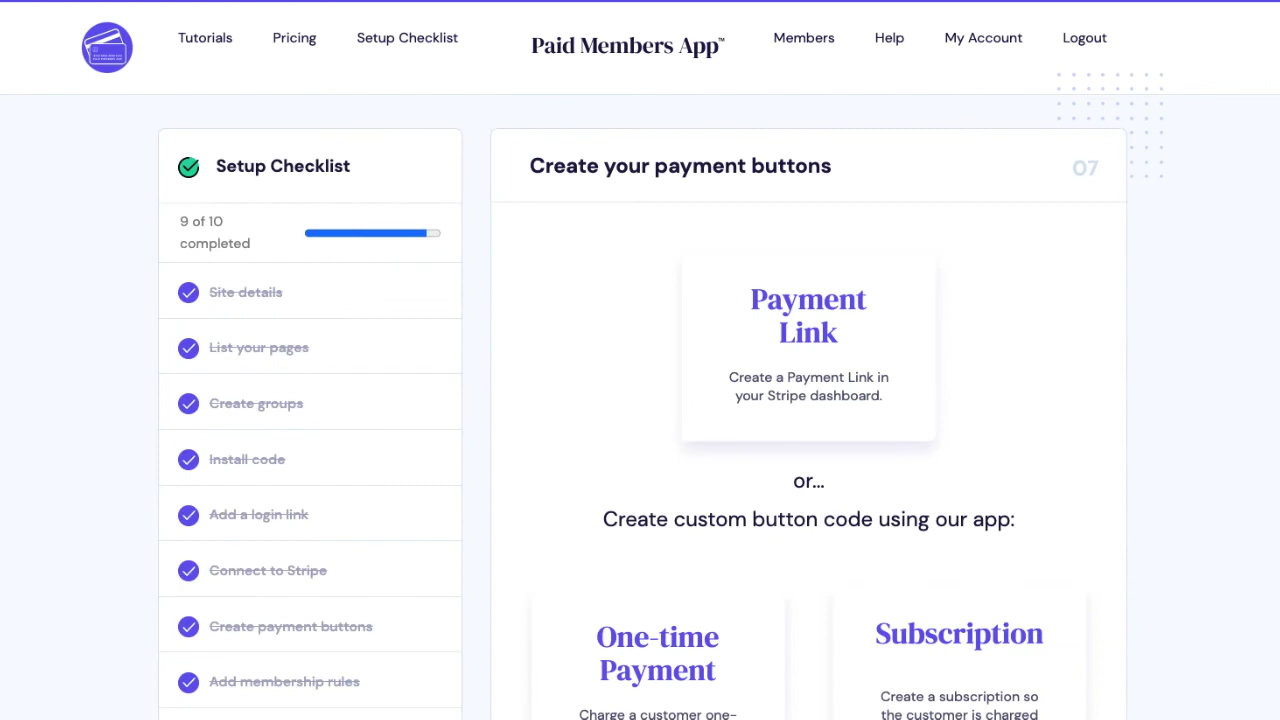 Tutorials
Pricing
Setup Checklist
Paid Members App™
Members
Help
My Account
Logout
Setup Checklist
9 of 10
completed
Site details
List your pages
Create groups
Install code
Add a login link
Connect to Stripe
Create payment buttons
Add membership rules
Create your payment buttons
07
Payment
Link
Create a Payment Link in
your Stripe dashboard.
or...
Create custom button code using our app:
One-time
Payment
Charge a customer one-
Subscription
Create a subscription so
the customer is charged